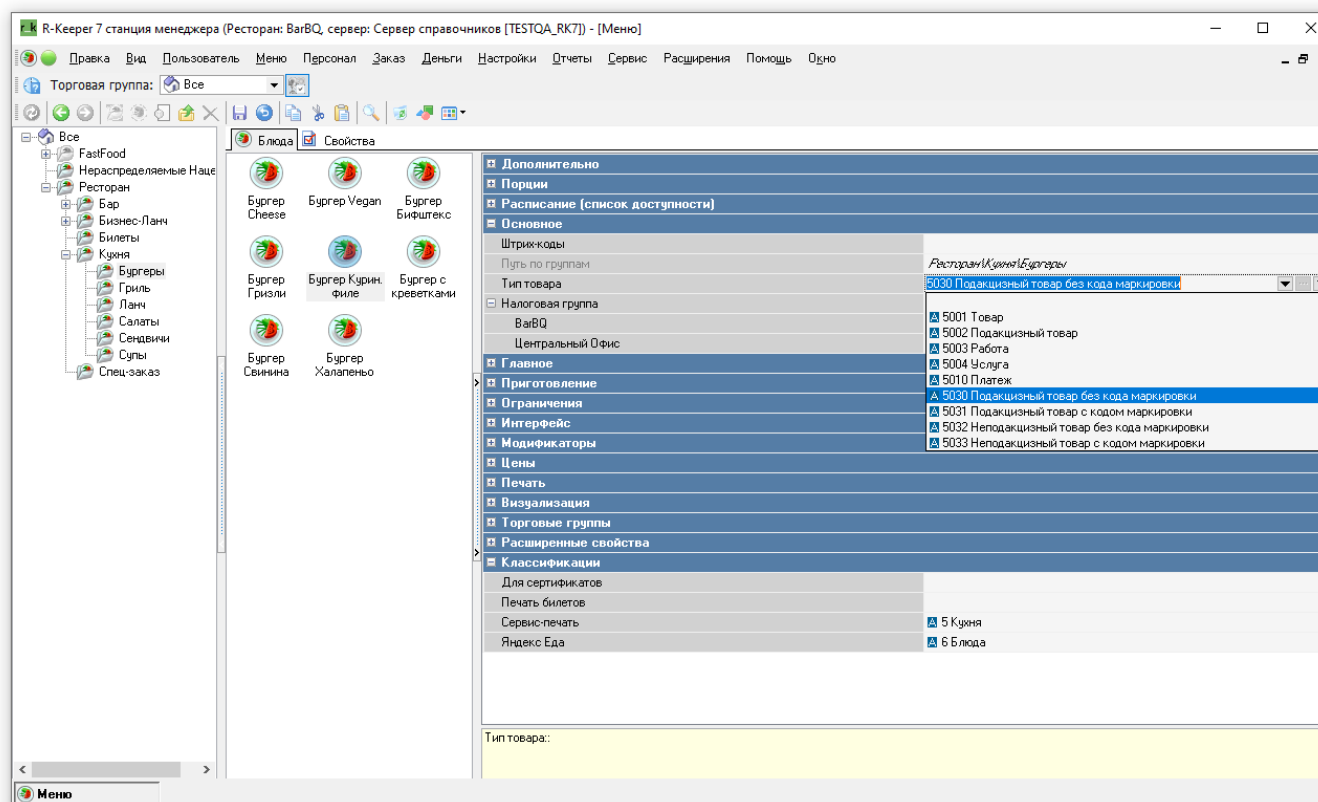 R-Keeper 7 станция менеджера (Ресторан: BarBQ, сервер: Сервер справочников [TESTQA_RK7]) - [Меню]
Правка Вид Пользователь Меню Персонал Заказ Деньги Настройки Отчеты Сервис Расширения Помощь Окно
Торговая группа: Все
Все
FastFood
Нераспределяемые Наце
Ресторан
Бар
Бизнес-Ланч
Билеты
Кухня
Бургеры
Гриль
Ланч
Салаты
Сендвичи
Супы
Спец-заказ
Блюда Свойства
Бургер Cheese
Бургер Vegan
Бургер Бифштекс
Бургер Гризли
Бургер Курин. филе
Бургер с креветками
Бургер Свинина
Бургер Халапеньо
Дополнительно
Порции
Расписание (список доступности)
Основное
Штрих-коды
Путь по группам Ресторан\Кухня\Бургеры
Тип товара 5030 Подакцизный товар без кода маркировки
Налоговая группа
BarBQ
Центральный Офис
5001 Товар
5002 Подакцизный товар
5003 Работа
5004 Услуга
5010 Платеж
5030 Подакцизный товар без кода маркировки
5031 Подакцизный товар с кодом маркировки
5032 Неподакцизный товар без кода маркировки
5033 Неподакцизный товар с кодом маркировки
Главное
Приготовление
Ограничения
Интерфейс
Модификаторы
Цены
Печать
Визуализация
Торговые группы
Расширенные свойства
Классификации
Для сертификатов
Печать билетов
Сервис-печать 5 Кухня
Яндекс Еда 6 Блюда
Тип товара::
Меню